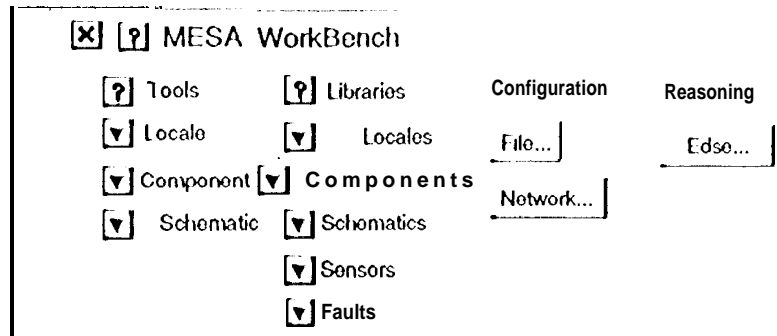 MESA WorkBench
Tools
Libraries
Configuration
Reasoning
Locale
Locales
File...
Edse...
Component
Components
Network...
Schematic
Schematics
Sensors
Faults